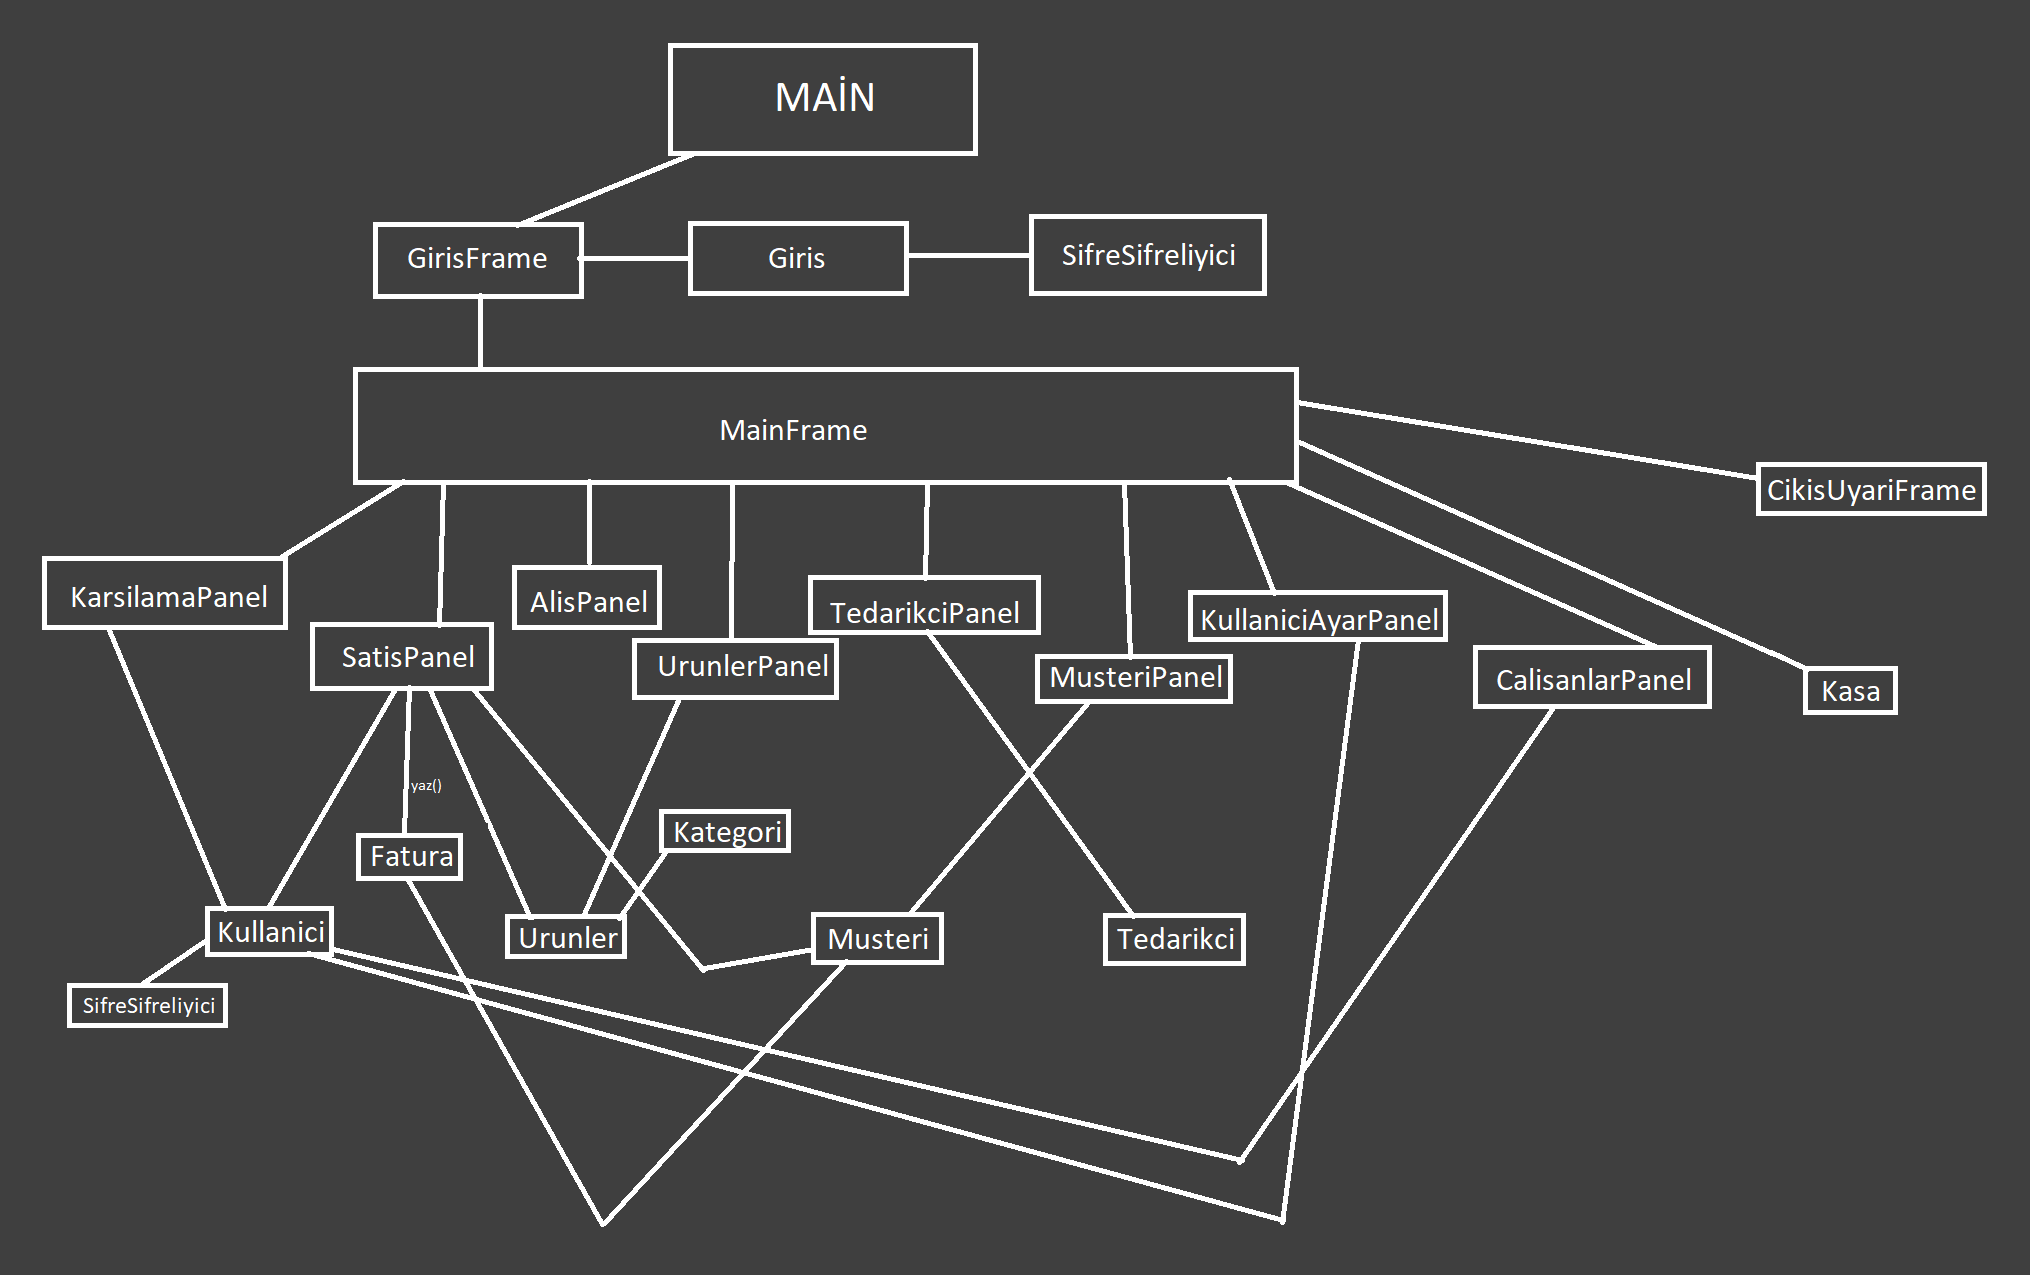 MAİN
GirisFrame
Giris
SifreSifreliyici
MainFrame
CikisUyariFrame
KarsilamaPanel
SatisPanel
AlisPanel
UrunlerPanel
TedarikciPanel
MusteriPanel
KullaniciAyarPanel
CalisanlarPanel
Kasa
yaz()
Fatura
Kategori
Kullanici
Urunler
Musteri
Tedarikci
SifreSifreliyici